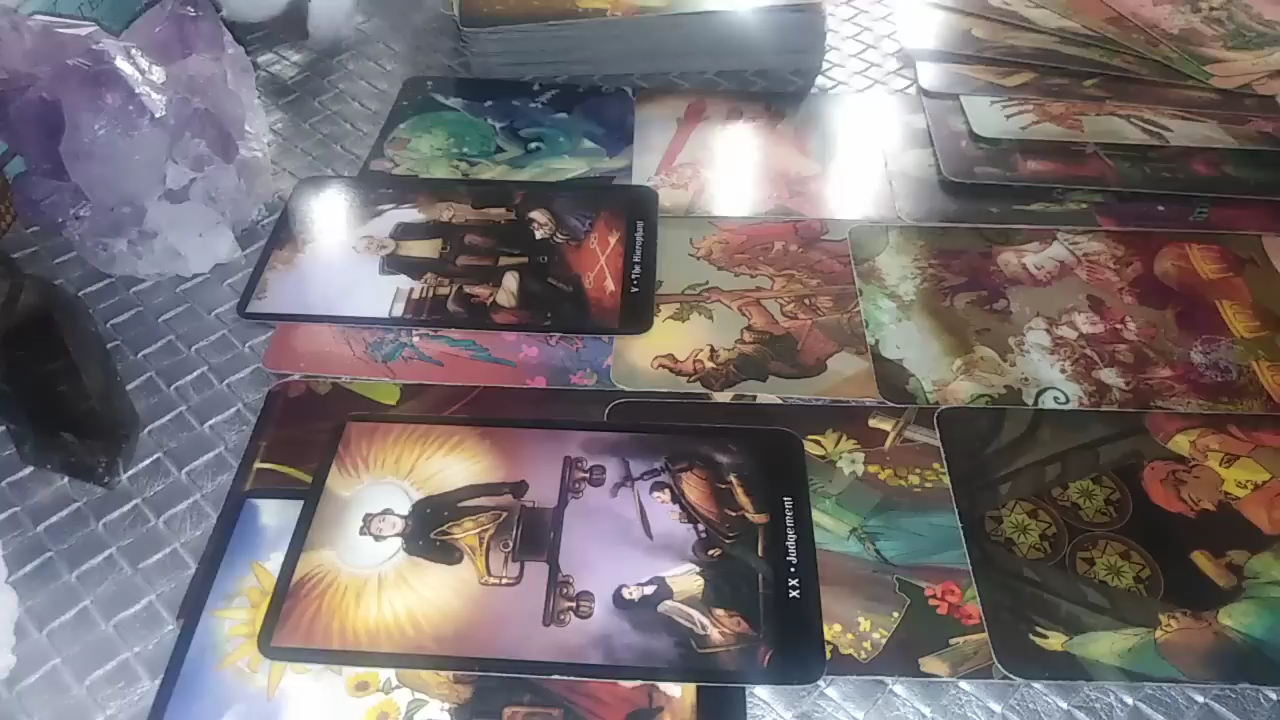 V • The Hierophant
XX • Judgement